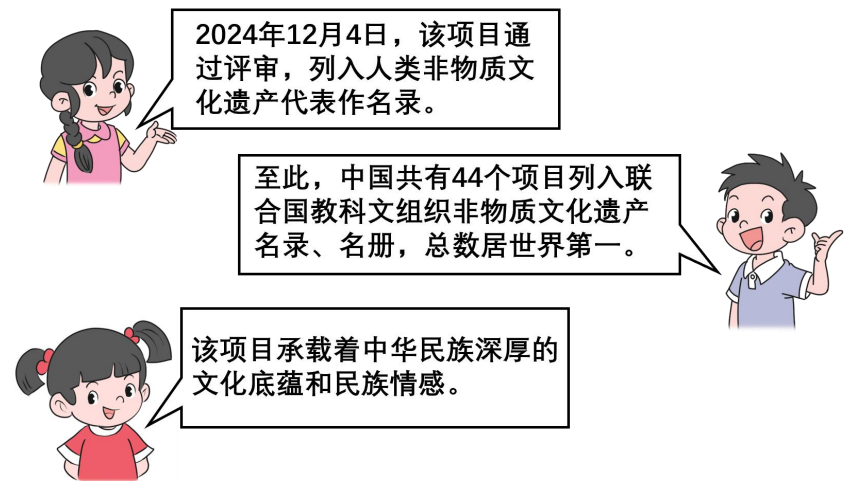 2024年12月4日，该项目通
过评审，列入人类非物质文
化遗产代表作名录。
至此，中国共有44个项目列入联
合国教科文组织非物质文化遗产
名录、名册，总数居世界第一。
该项目承载着中华民族深厚的
文化底蕴和民族情感。